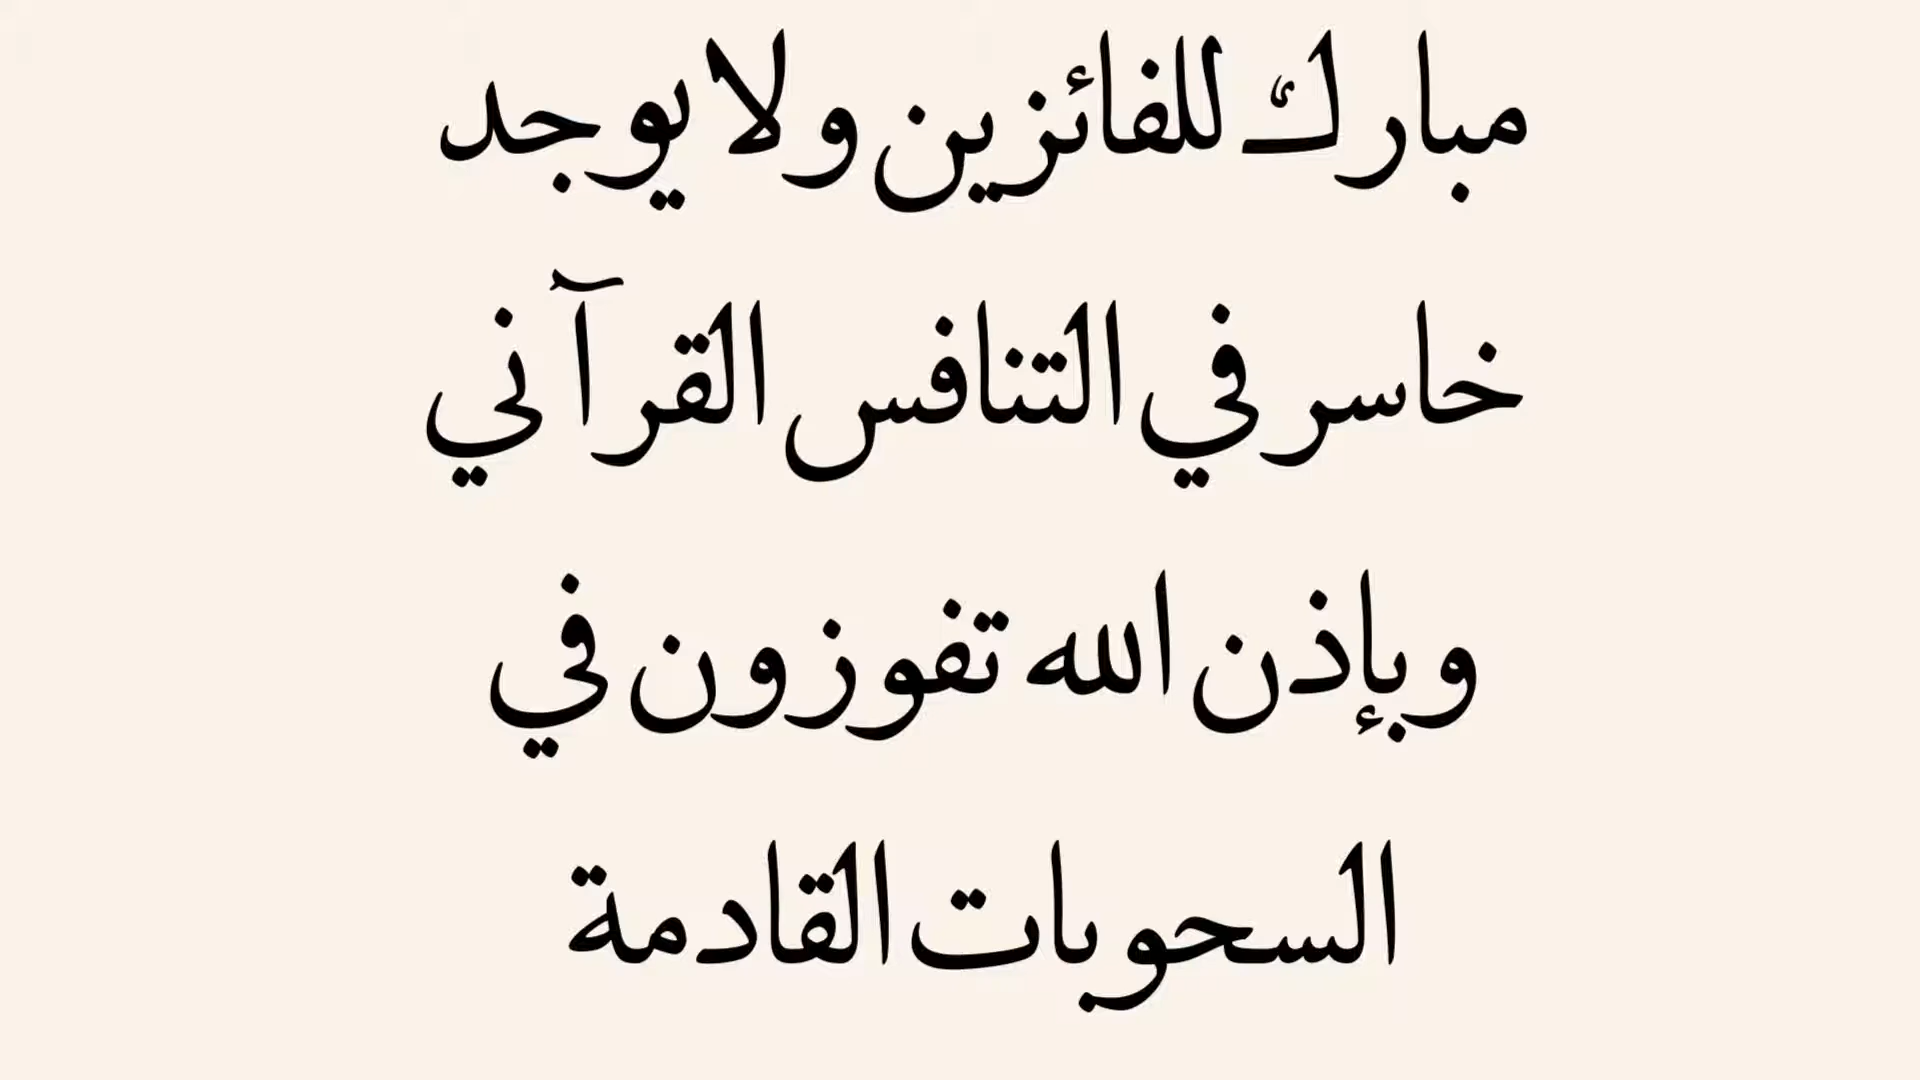 مبارك للفائزين ولا يوجد
خاسر في التنافس القرآني
وبإذن الله تفوزون في
السحوبات القادمة